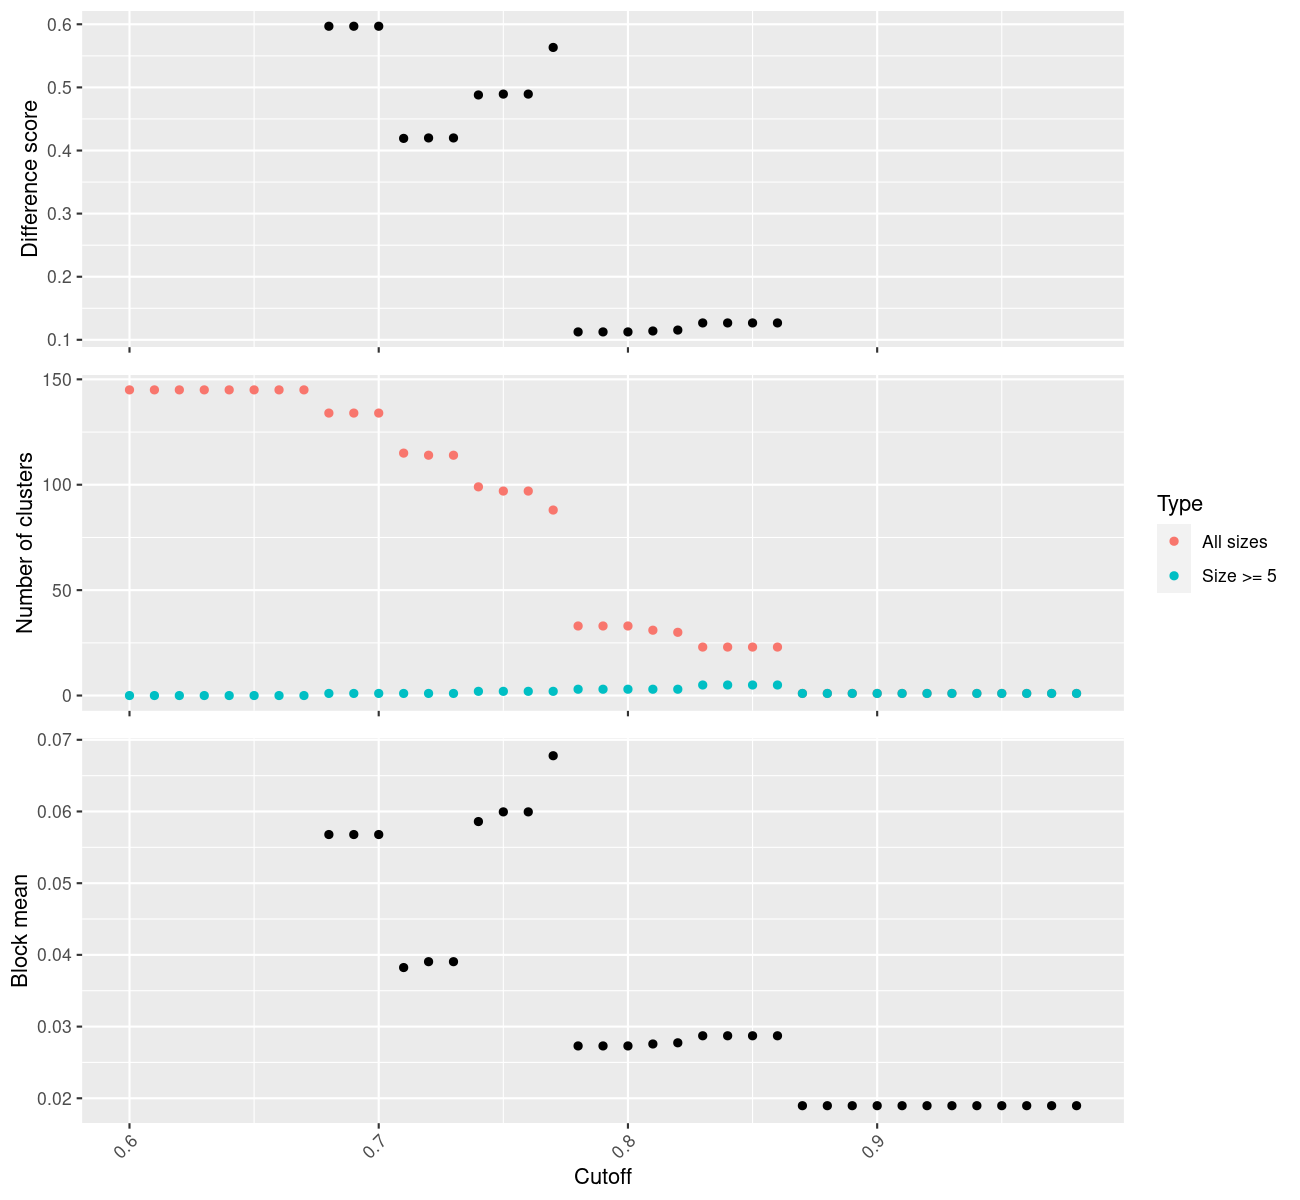 Difference score
0.6
0.5
0.4
0.3
0.2
0.1
Number of clusters
150
100
50
0
Type
All sizes
Size >= 5
Block mean
0.07
0.06
0.05
0.04
0.03
0.02
0.6
0.7
0.8
0.9
Cutoff